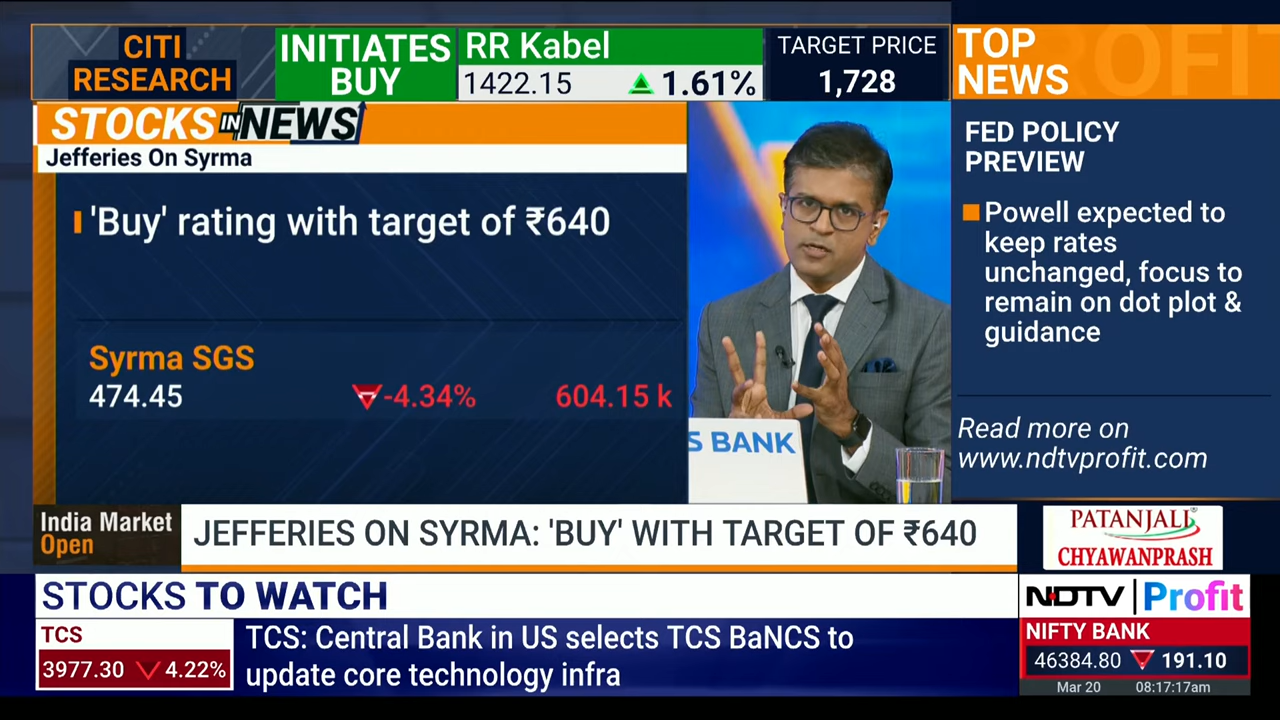 CITI
RESEARCH
INITIATES
BUY
RR Kabel
1422.15 ▲ 1.61%
TARGET PRICE
1,728
TOP
NEWS
STOCKS IN NEWS
Jefferies On Syrma
'Buy' rating with target of ₹640
Syrma SGS
474.45 ▼-4.34% 604.15 k
S BANK
FED POLICY
PREVIEW
Powell expected to
keep rates
unchanged, focus to
remain on dot plot &
guidance
Read more on
www.ndtvprofit.com
India Market
Open
JEFFERIES ON SYRMA: 'BUY' WITH TARGET OF ₹640
PATANJALI
CHYAWANPRASH
STOCKS TO WATCH
TCS
3977.30 ▼ 4.22%
TCS: Central Bank in US selects TCS BaNCS to
update core technology infra
NDTV Profit
NIFTY BANK
46384.80 ▼ 191.10
Mar 20 08:17:17am